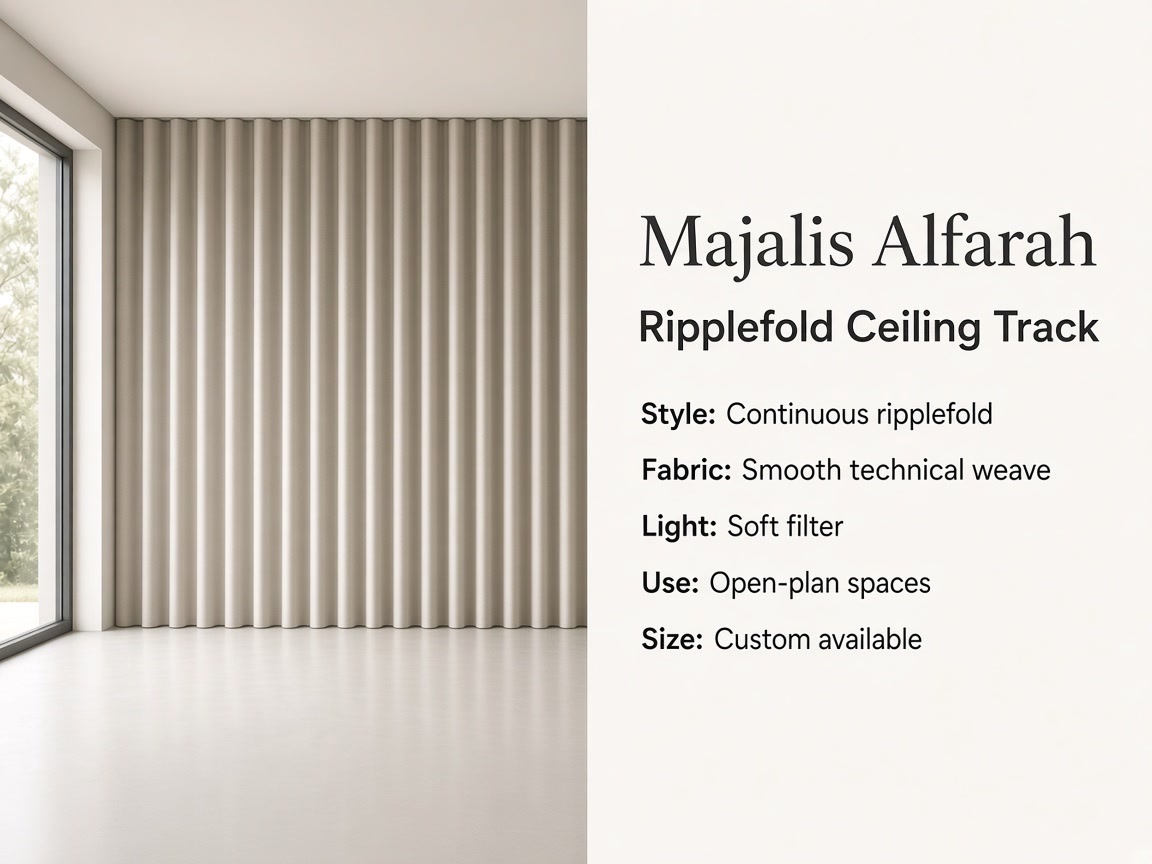 Majalis Alfarah
Ripplefold Ceiling Track
Style: Continuous ripplefold
Fabric: Smooth technical weave
Light: Soft filter
Use: Open-plan spaces
Size: Custom available